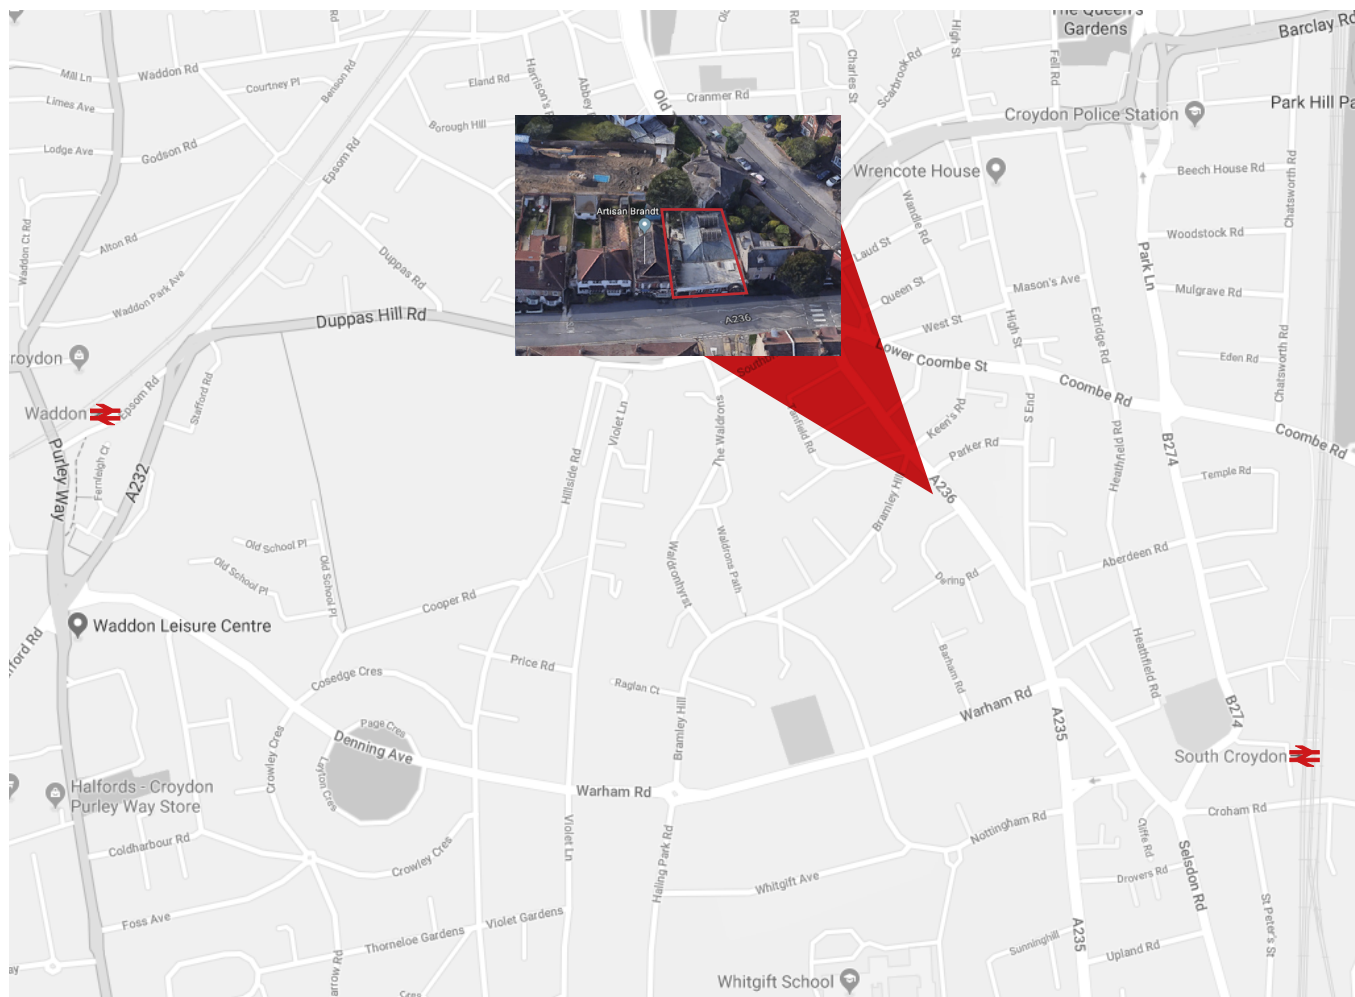 The Queen's
Gardens
Barclay Rd
Rd
Rd
High St
Fell Rd
Charles St
Scarbrook Rd
Mill Ln
Waddon Rd
Courtney Pl
Benson Rd
Eland Rd
Cranmer Rd
Old
Limes Ave
Borough Hill
Croydon Police Station
Park Hill
Lodge Ave
Godson Rd
Epsom Rd
Wrencote House
Beech House Rd
Chatsworth Rd
Wandle Rd
Artisan Brandt
A236
Waddon Ct Rd
Alton Rd
Duppas Rd
Laud St
Park Ln
Woodstock Rd
Waddon Park Ave
Queen St
Mason's Ave
Mulgrave Rd
Duppas Hill Rd
West St
High St
Edridge Rd
Lower Coombe St
Eden Rd
Chatsworth Rd
Coombe Rd
Waddon
Epsom Rd
Stafford Rd
Violet Ln
The Waldrons
Keen's Rd
S End
Heathfield Rd
B274
Coombe Rd
Purley Way
Fernleigh Ct
A232
Hillside Rd
Parker Rd
Temple Rd
A236
Bramley Hill
Old School Pl
Old School Pl
Old School Pl
Waldronhyrst
Waldrons Path
Aberdeen Rd
Cooper Rd
Waddon Leisure Centre
Price Rd
Barham Rd
Heathfield Rd
Cosedge Cres
Raglan Ct
Warham Rd
A235
B274
Page Cres
Denning Ave
Layton Cres
Crowley Cres
Bramley Hill
South Croydon
Halfords - Croydon
Purley Way Store
Warham Rd
Croham Rd
Coldharbour Rd
Crowley Cres
Violet Ln
Haling Park Rd
Nottingham Rd
Cliffe Rd
Selsdon Rd
Drovers Rd
Whitgift Ave
Foss Ave
Violet Gardens
Thorneloe Gardens
St Peter's St
A235
Sunninghill
Upland Rd
Whitgift School